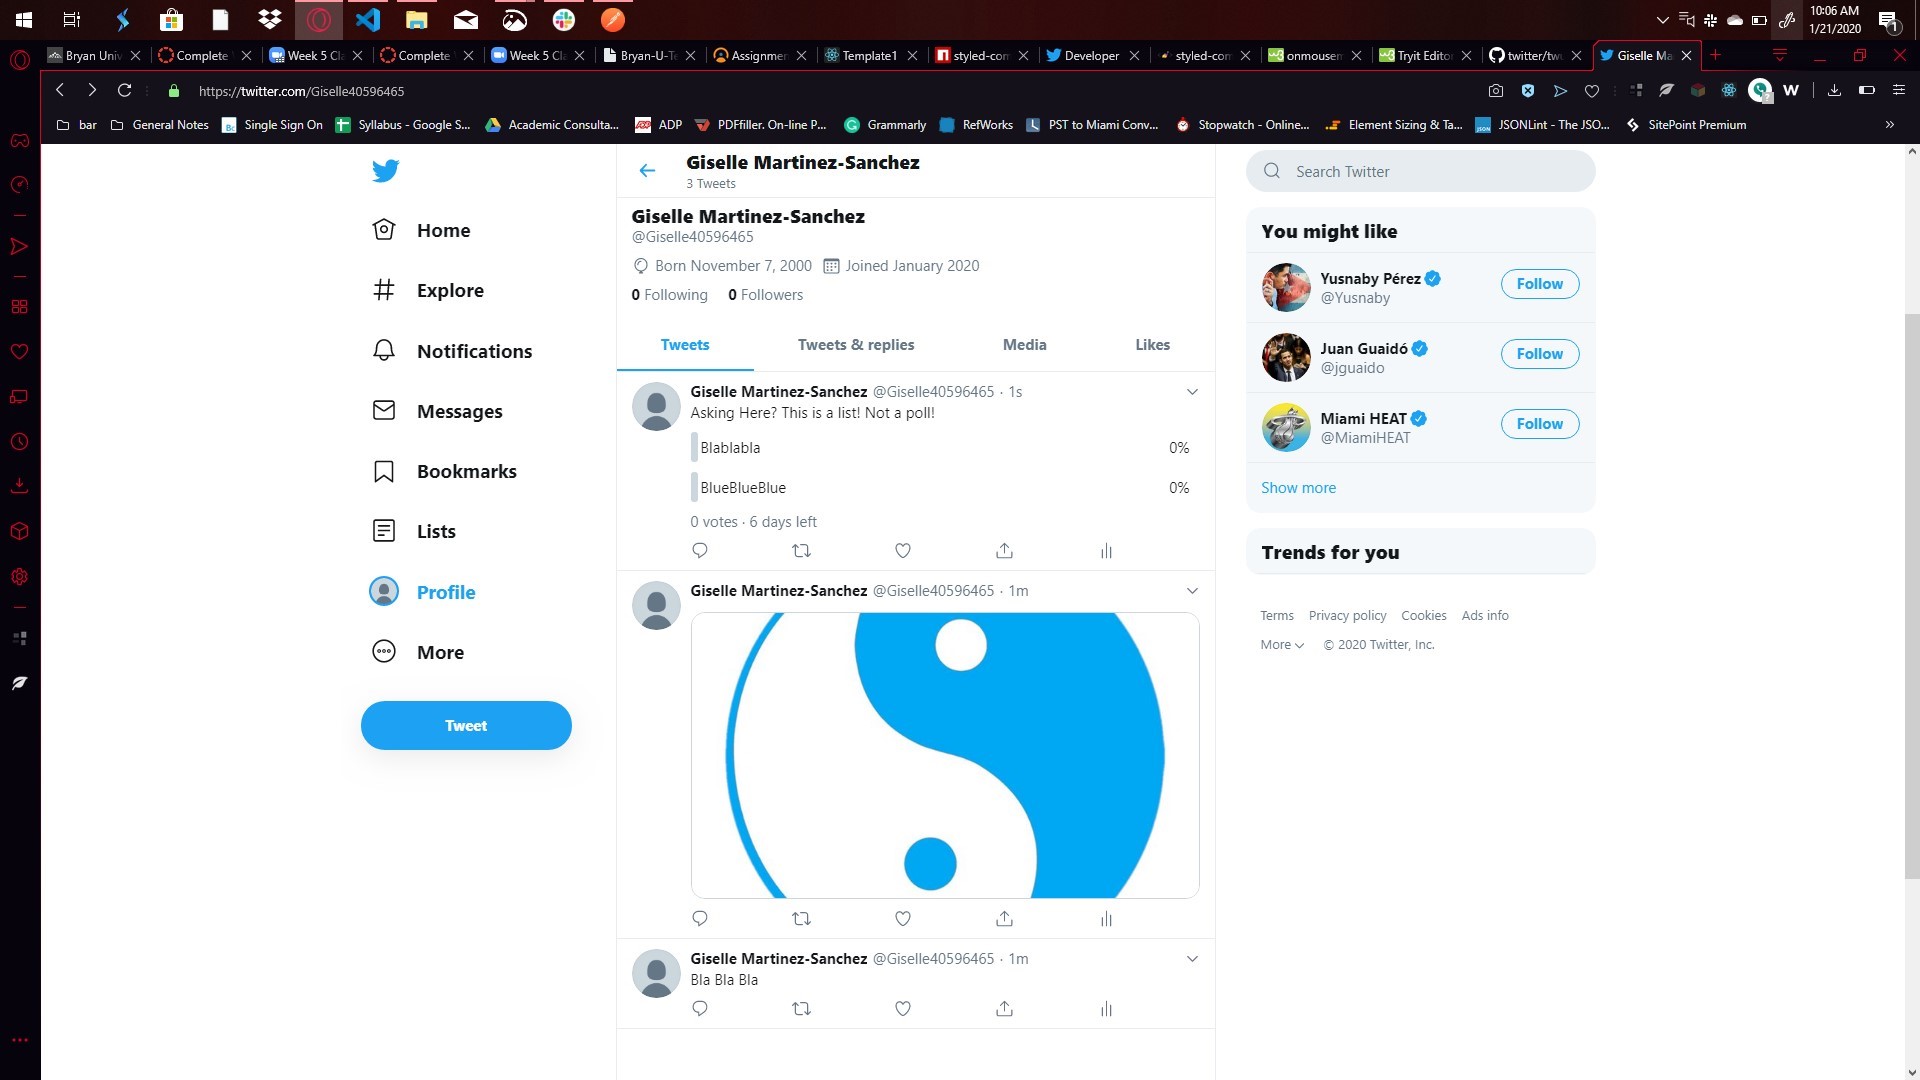 10:06 AM
1/21/2020
1
Bryan Univ
Complete
Week 5 Cla
Complete
Week 5 Cla
Bryan-U-Te
Assignmen
Template1
styled-com
Developer
styled-com
onmousem
Tryit Editor
twitter/tw
Giselle Ma
https://twitter.com/Giselle40596465
bar
General Notes
Single Sign On
Syllabus - Google S...
Academic Consulta...
ADP
PDFfiller. On-line P...
Grammarly
RefWorks
PST to Miami Conv...
Stopwatch - Online...
Element Sizing & Ta...
JSONLint - The JSO...
SitePoint Premium
»
Home
Explore
Notifications
Messages
Bookmarks
Lists
Profile
More
Tweet
Giselle Martinez-Sanchez
3 Tweets
Giselle Martinez-Sanchez
@Giselle40596465
Born November 7, 2000 Joined January 2020
0 Following 0 Followers
Tweets Tweets & replies Media Likes
Giselle Martinez-Sanchez @Giselle40596465 · 1s
Asking Here? This is a list! Not a poll!
Blablabla 0%
BlueBlueBlue 0%
0 votes · 6 days left
Giselle Martinez-Sanchez @Giselle40596465 · 1m
Giselle Martinez-Sanchez @Giselle40596465 · 1m
Bla Bla Bla
Search Twitter
You might like
Yusnaby Pérez
@Yusnaby
Follow
Juan Guaidó
@jguaido
Follow
Miami HEAT
@MiamiHEAT
Follow
Show more
Trends for you
Terms Privacy policy Cookies Ads info
More © 2020 Twitter, Inc.